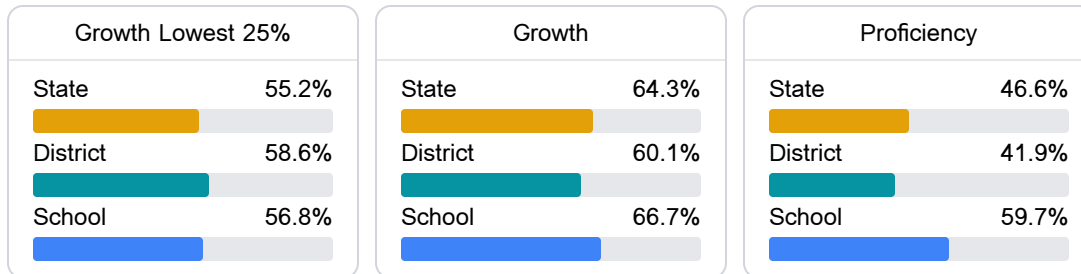 Growth Lowest 25%
State 55.2%
District 58.6%
School 56.8%
Growth
State 64.3%
District 60.1%
School 66.7%
Proficiency
State 46.6%
District 41.9%
School 59.7%